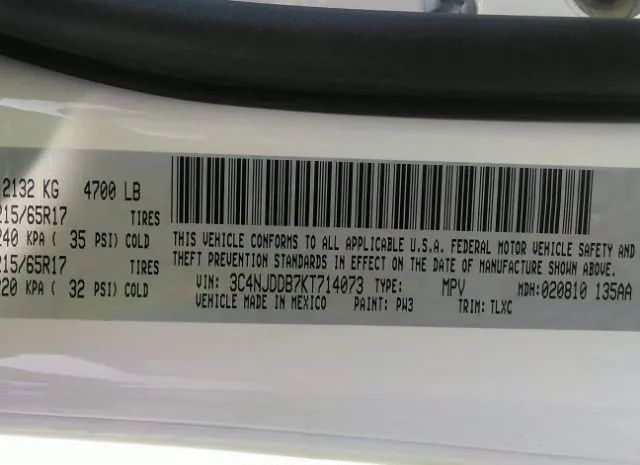 2132 KG 4700 LB
215/65R17 TIRES
240 KPA ( 35 PSI) COLD
215/65R17 TIRES
220 KPA ( 32 PSI) COLD
THIS VEHICLE CONFORMS TO ALL APPLICABLE U.S.A. FEDERAL MOTOR VEHICLE SAFETY AND
THEFT PREVENTION STANDARDS IN EFFECT ON THE DATE OF MANUFACTURE SHOWN ABOVE.
VIN: 3C4NJDDB7KT714073 TYPE: MPV MDH:020810 135AA
VEHICLE MADE IN MEXICO PAINT: PW3 TRIM: TLXC